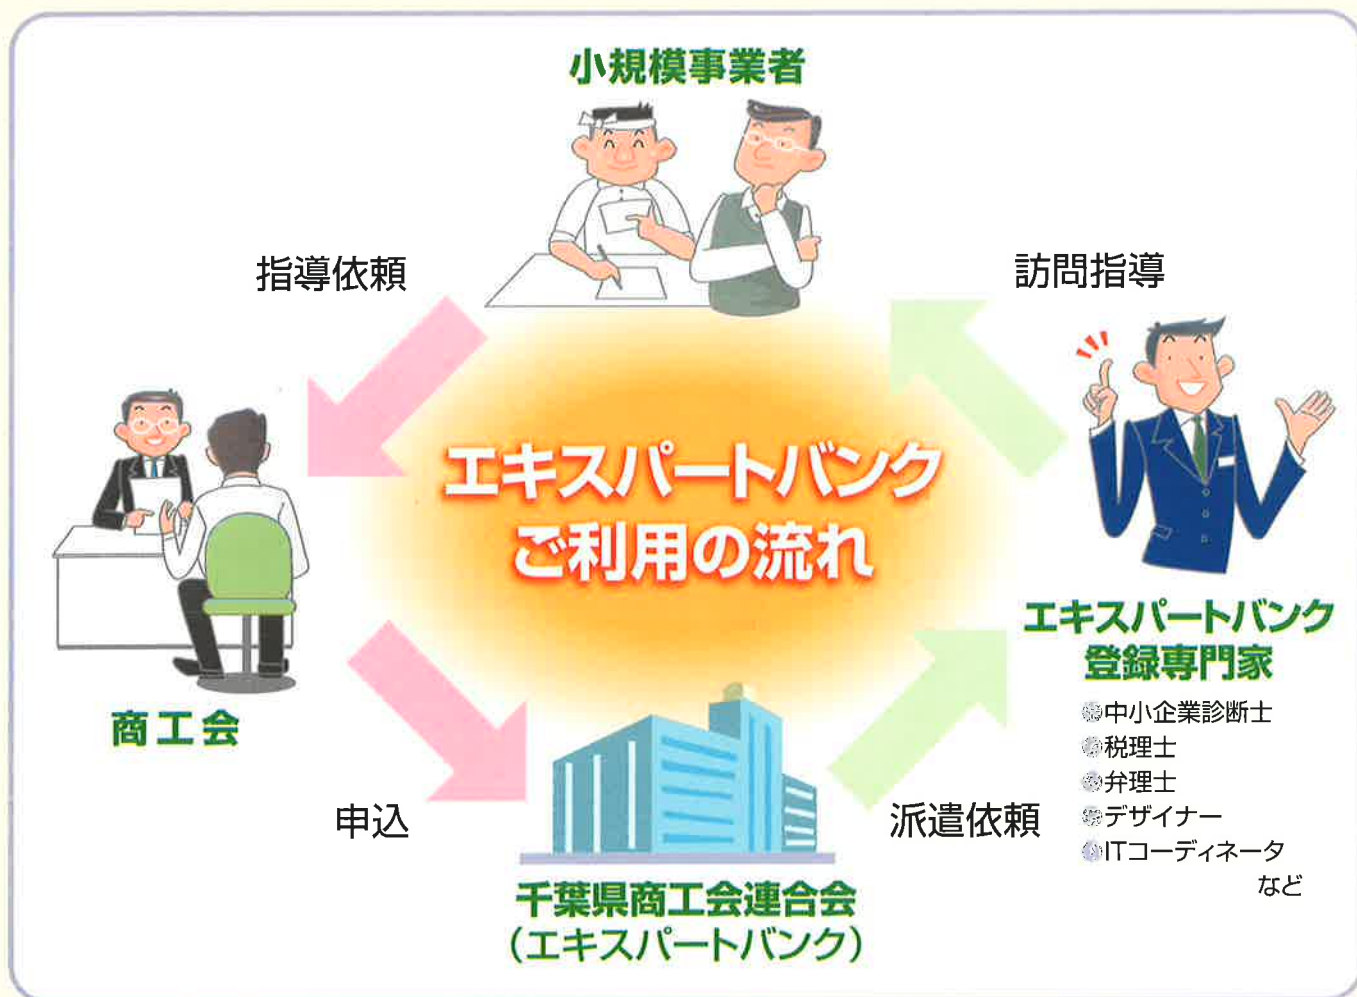 小規模事業者
指導依頼
訪問指導
エキスパートバンク
ご利用の流れ
エキスパートバンク
登録専門家
中小企業診断士
税理士
弁理士
デザイナー
ITコーディネータ
など
商工会
申込
派遣依頼
千葉県商工会連合会
(エキスパートバンク)